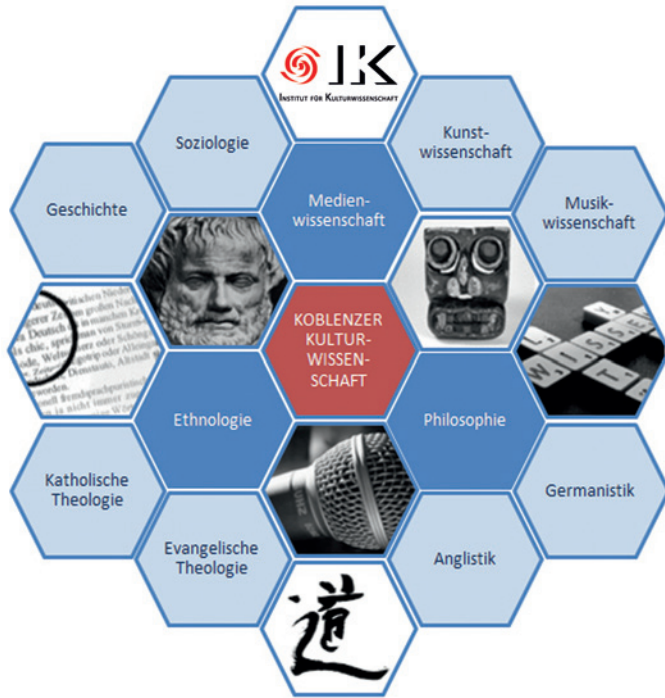 IK
INSTITUT FÜR KULTURWISSENSCHAFT
Soziologie
Kunst-
wissenschaft
Geschichte
Medien-
wissenschaft
Musik-
wissenschaft
KOBLENZER
KULTUR-
WISSEN-
SCHAFT
Ethnologie
Philosophie
WISSE
Katholische
Theologie
Germanistik
Evangelische
Theologie
Anglistik
道